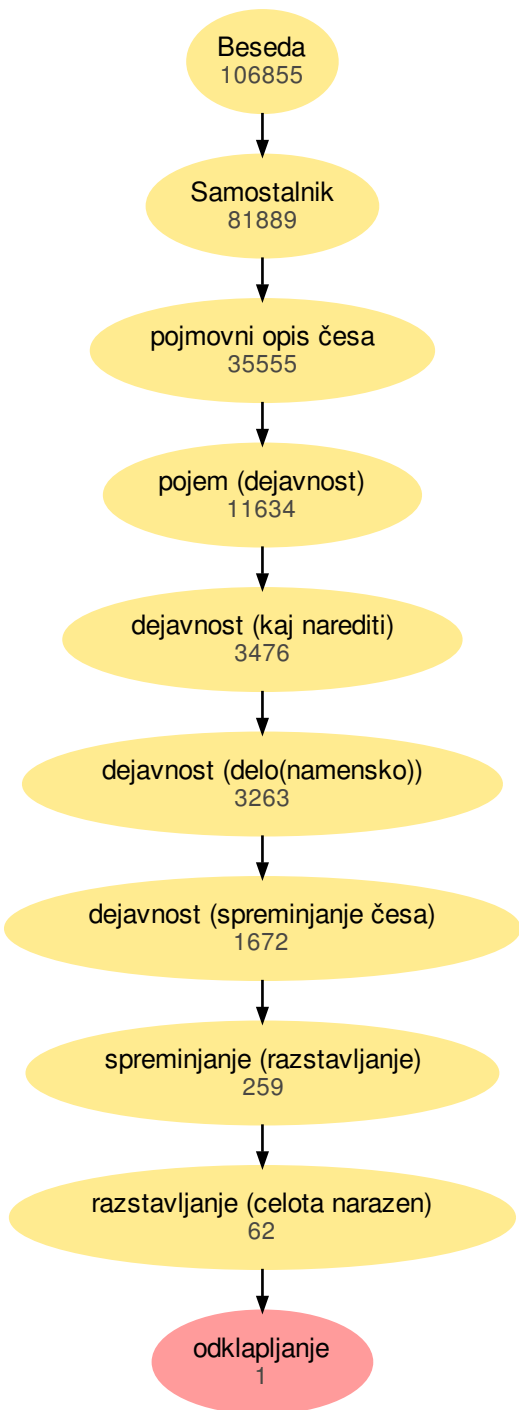 Beseda
106855
Samostalnik
81889
pojmovni opis česa
35555
pojem (dejavnost)
11634
dejavnost (kaj narediti)
3476
dejavnost (delo(namensko))
3263
dejavnost (spreminjanje česa)
1672
spreminjanje (razstavljanje)
259
razstavljanje (celota narazen)
62
odklapljanje
1